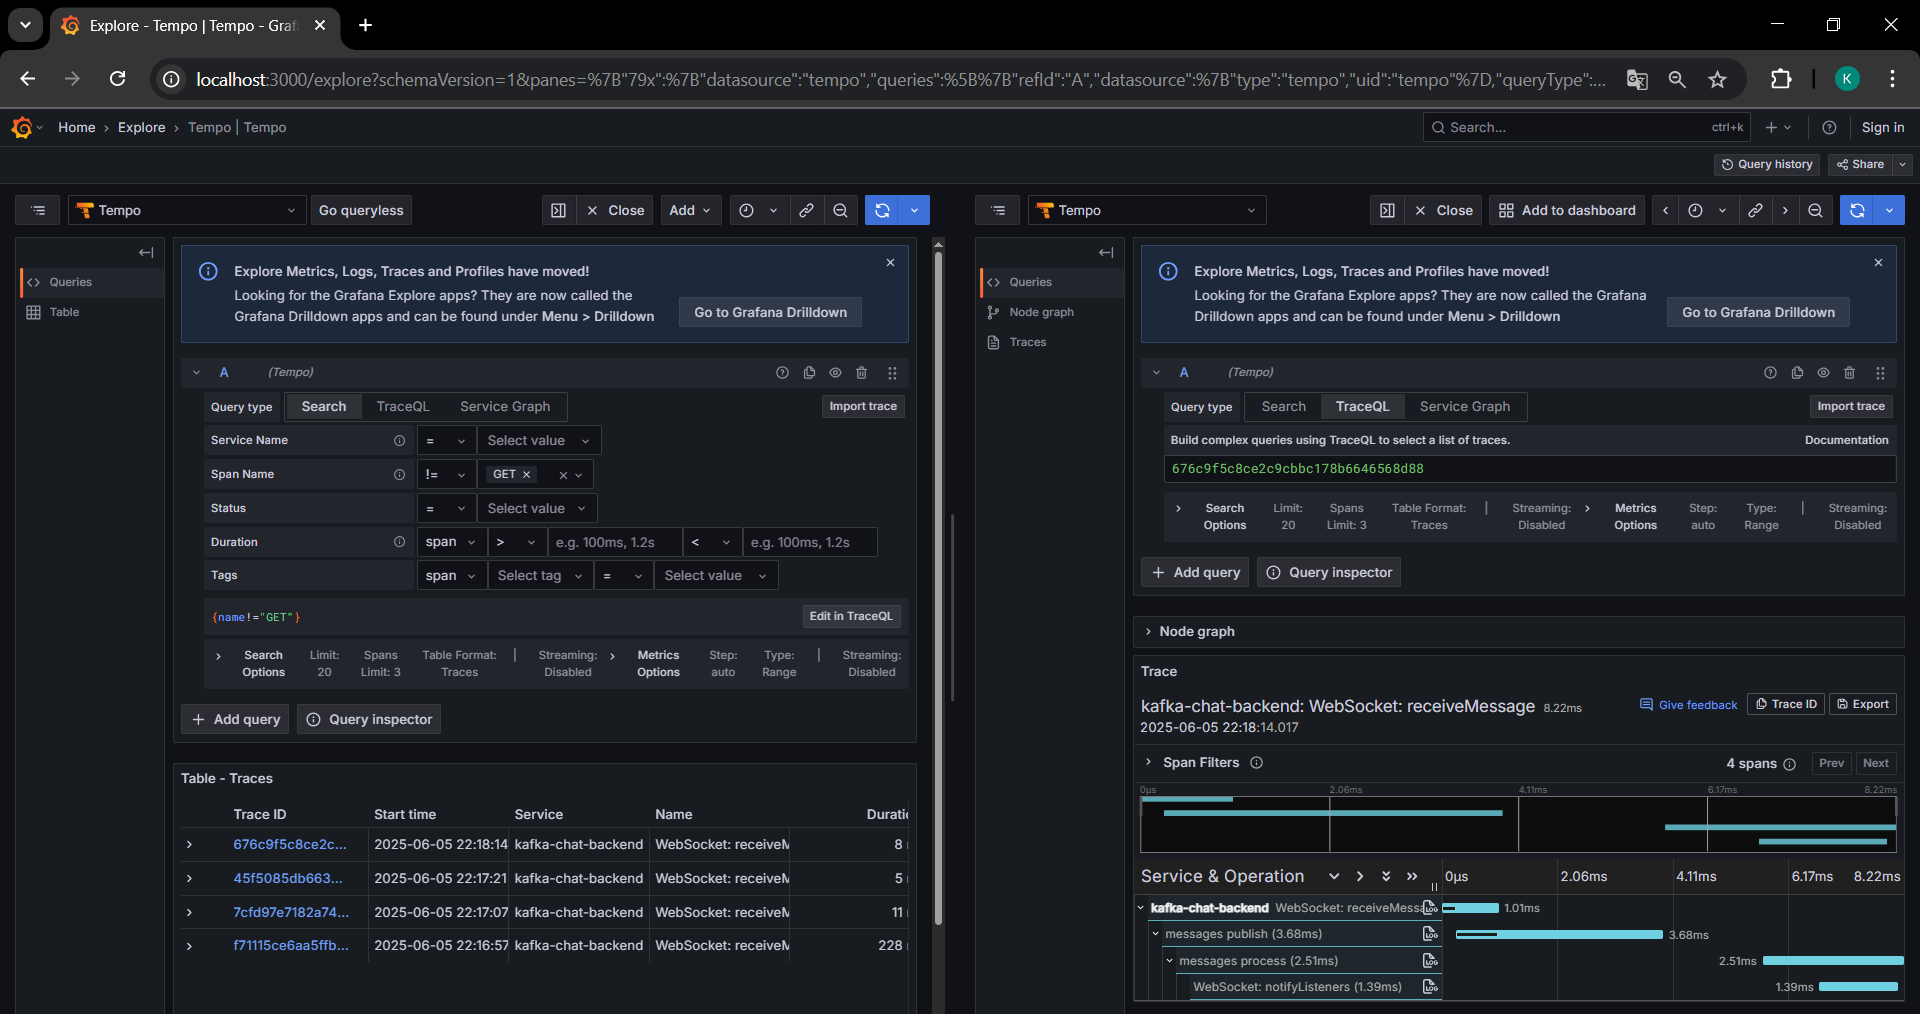 Explore - Tempo | Tempo - Graf
localhost:3000/explore?schemaVersion=1&panes=%7B"79x":%7B"datasource":"tempo","queries":%5B%7B"refId":"A","datasource":%7B"type":"tempo","uid":"tempo"%7D,"queryType":...
K
Home > Explore > Tempo | Tempo
Search... ctrl+k
Sign in
Query history
Share
Tempo
Go queryless
Close
Add
Queries
Table
Explore Metrics, Logs, Traces and Profiles have moved!
Looking for the Grafana Explore apps? They are now called the
Grafana Drilldown apps and can be found under Menu > Drilldown
Go to Grafana Drilldown
A (Tempo)
Query type Search TraceQL Service Graph Import trace
Service Name = Select value
Span Name != GET
Status = Select value
Duration span > e.g. 100ms, 1.2s < e.g. 100ms, 1.2s
Tags span Select tag = Select value
{name!="GET"} Edit in TraceQL
Search Options Limit: 20 Spans Limit: 3 Table Format: Traces | Streaming: Disabled Metrics Options Step: auto Type: Range | Streaming: Disabled
+ Add query Query inspector
Table - Traces
Trace ID Start time Service Name Duratio
676c9f5c8ce2c... 2025-06-05 22:18:14 kafka-chat-backend WebSocket: receiveM 8
45f5085db663... 2025-06-05 22:17:21 kafka-chat-backend WebSocket: receiveM 5
7cfd97e7182a74... 2025-06-05 22:17:07 kafka-chat-backend WebSocket: receiveM 11
f71115ce6aa5ffb... 2025-06-05 22:16:57 kafka-chat-backend WebSocket: receiveM 228
Tempo
Close
Add to dashboard
Queries
Node graph
Traces
Explore Metrics, Logs, Traces and Profiles have moved!
Looking for the Grafana Explore apps? They are now called the Grafana
Drilldown apps and can be found under Menu > Drilldown
Go to Grafana Drilldown
A (Tempo)
Query type Search TraceQL Service Graph Import trace
Build complex queries using TraceQL to select a list of traces. Documentation
676c9f5c8ce2c9cbbc178b6646568d88
Search Options Limit: 20 Spans Limit: 3 Table Format: Traces | Streaming: Disabled Metrics Options Step: auto Type: Range | Streaming: Disabled
+ Add query Query inspector
Node graph
Trace
kafka-chat-backend: WebSocket: receiveMessage 8.22ms
Give feedback Trace ID Export
2025-06-05 22:18:14.017
Span Filters 4 spans Prev Next
0µs 2.06ms 4.11ms 6.17ms 8.22ms
Service & Operation 0µs 2.06ms 4.11ms 6.17ms 8.22ms
kafka-chat-backend WebSocket: receiveMessa LOG 1.01ms
messages publish (3.68ms) LOG 3.68ms
messages process (2.51ms) LOG 2.51ms
WebSocket: notifyListeners (1.39ms) LOG 1.39ms